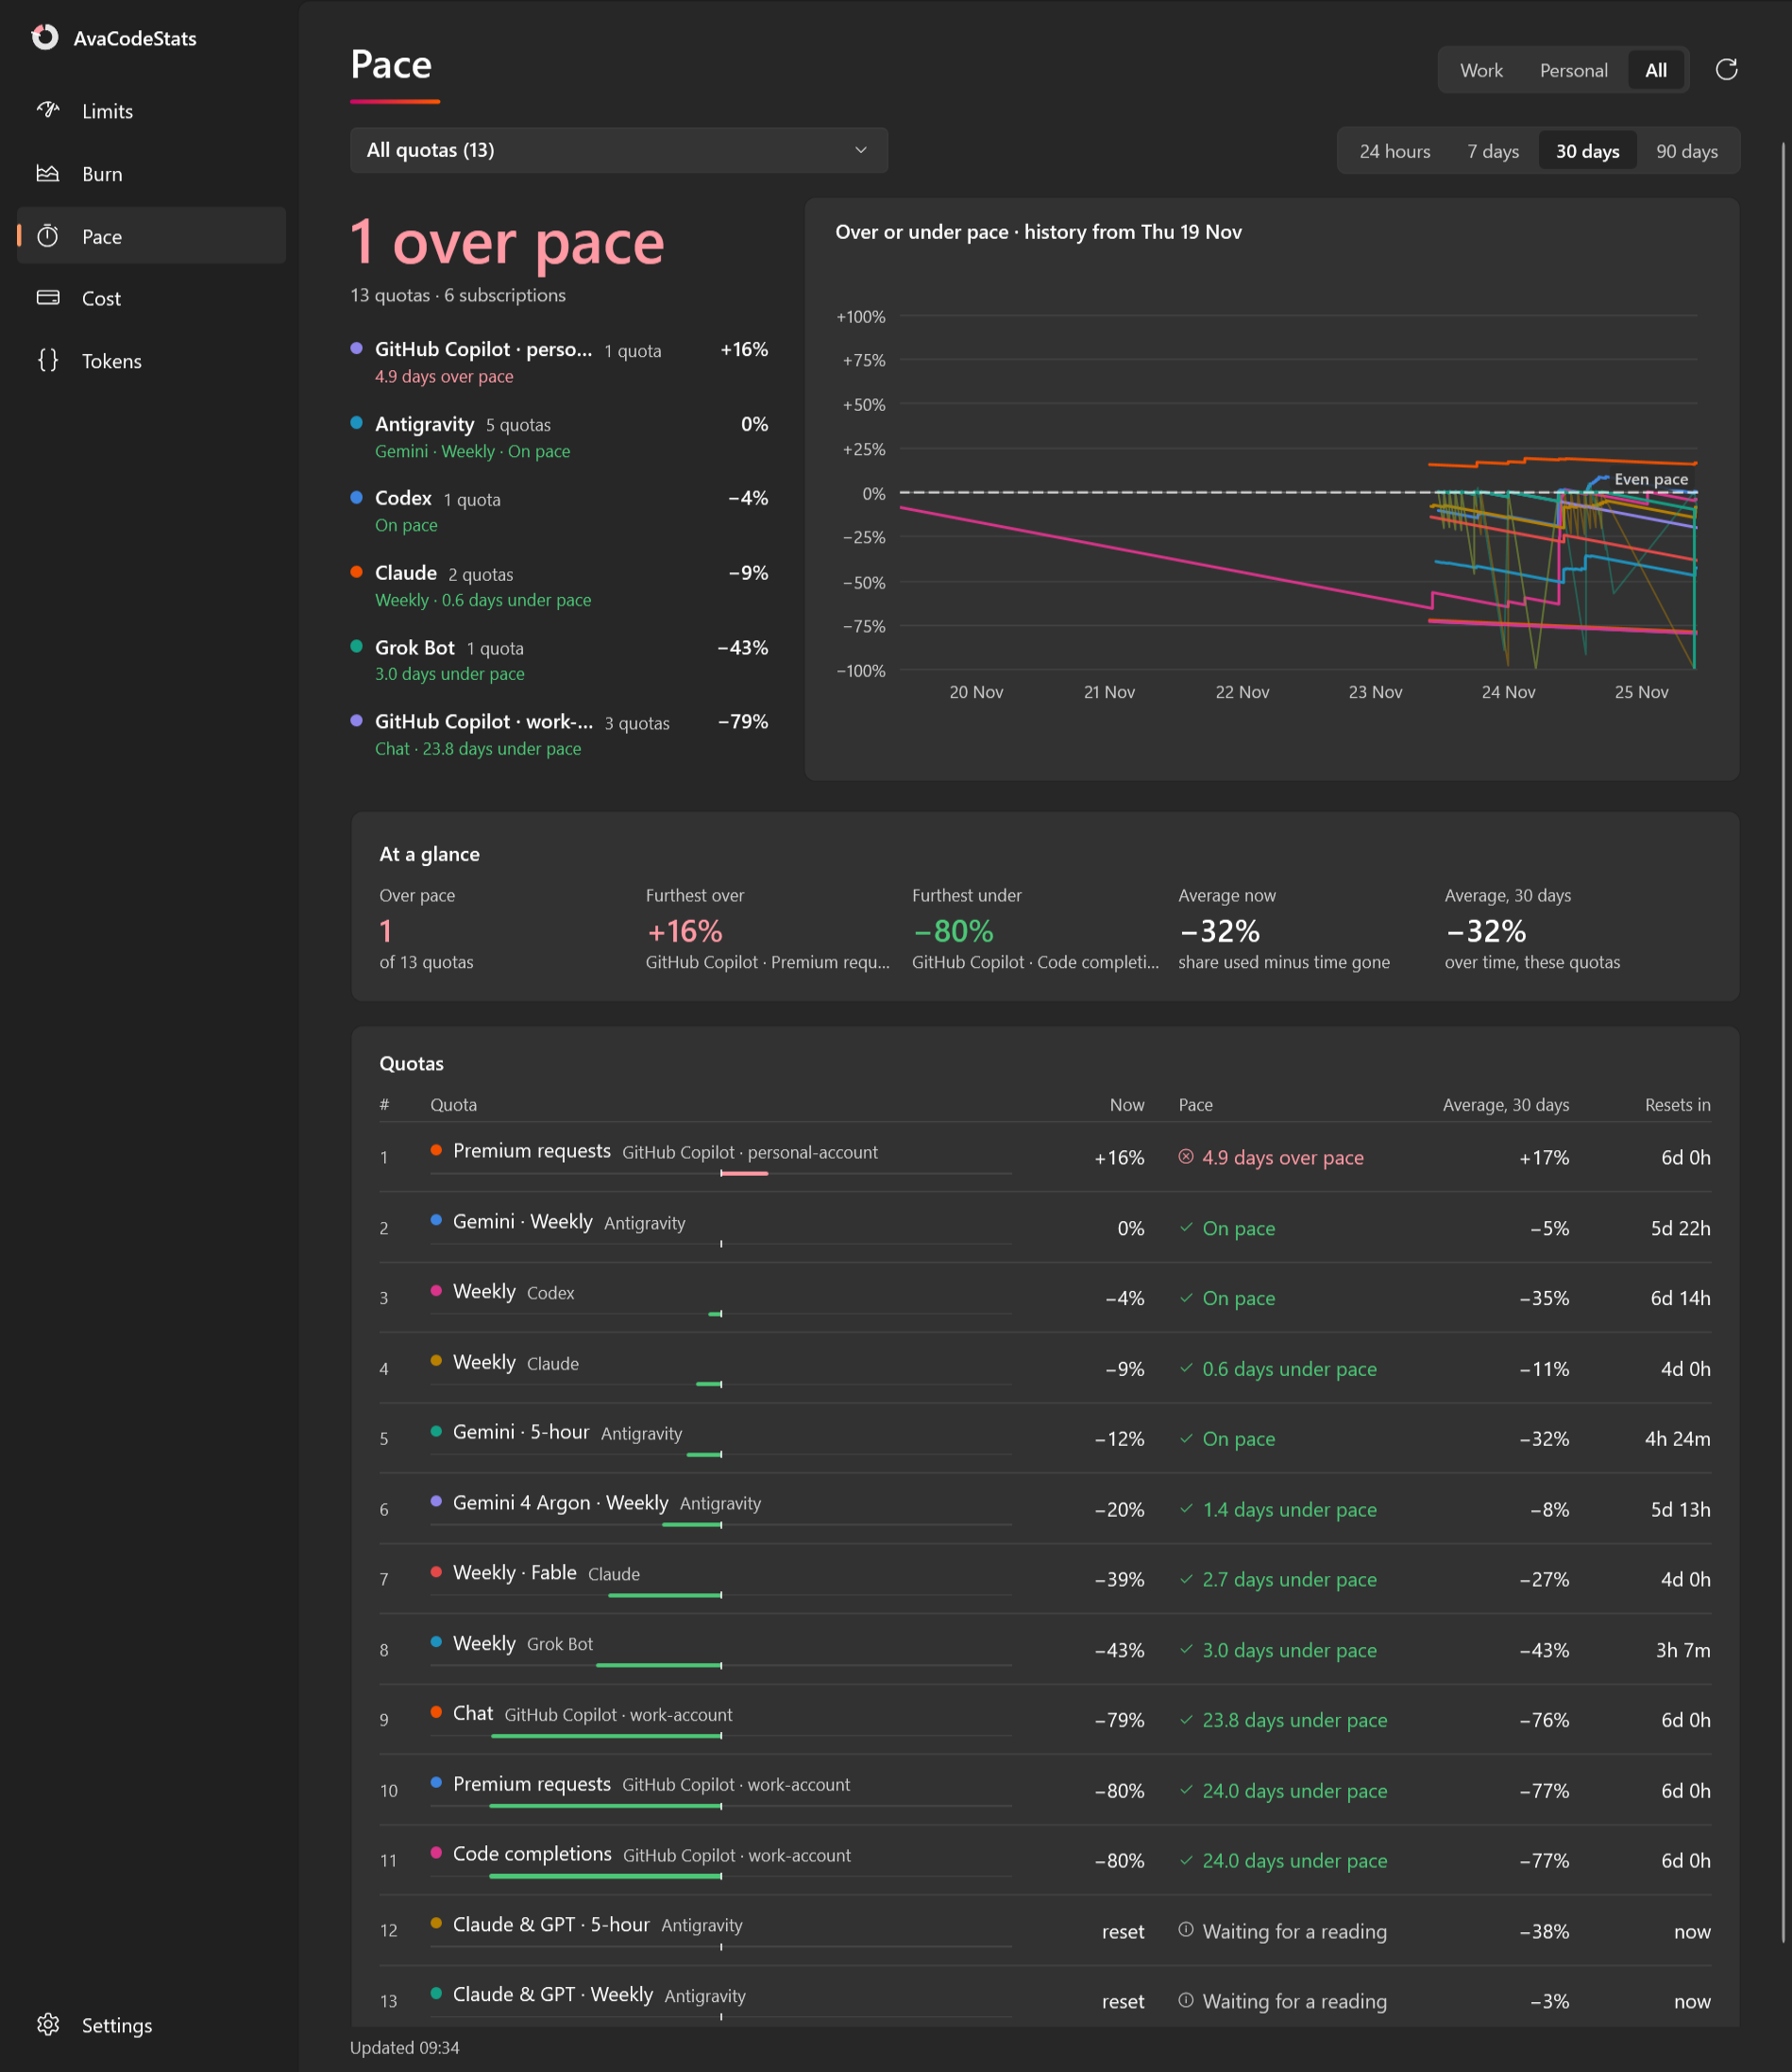 AvaCodeStats
Limits
Burn
Pace
Cost
Tokens
Settings
Pace
Work Personal All
All quotas (13)
24 hours 7 days 30 days 90 days
1 over pace
13 quotas · 6 subscriptions
GitHub Copilot · perso... 1 quota +16%
4.9 days over pace
Antigravity 5 quotas 0%
Gemini · Weekly · On pace
Codex 1 quota −4%
On pace
Claude 2 quotas −9%
Weekly · 0.6 days under pace
Grok Bot 1 quota −43%
3.0 days under pace
GitHub Copilot · work-... 3 quotas −79%
Chat · 23.8 days under pace
Over or under pace · history from Thu 19 Nov
+100%
+75%
+50%
+25%
0%
−25%
−50%
−75%
−100%
Even pace
20 Nov 21 Nov 22 Nov 23 Nov 24 Nov 25 Nov
At a glance
Over pace Furthest over Furthest under Average now Average, 30 days
1 +16% −80% −32% −32%
of 13 quotas GitHub Copilot · Premium requ... GitHub Copilot · Code completi... share used minus time gone over time, these quotas
Quotas
# Quota Now Pace Average, 30 days Resets in
1 Premium requests GitHub Copilot · personal-account +16% 4.9 days over pace +17% 6d 0h
2 Gemini · Weekly Antigravity 0% On pace −5% 5d 22h
3 Weekly Codex −4% On pace −35% 6d 14h
4 Weekly Claude −9% 0.6 days under pace −11% 4d 0h
5 Gemini · 5-hour Antigravity −12% On pace −32% 4h 24m
6 Gemini 4 Argon · Weekly Antigravity −20% 1.4 days under pace −8% 5d 13h
7 Weekly · Fable Claude −39% 2.7 days under pace −27% 4d 0h
8 Weekly Grok Bot −43% 3.0 days under pace −43% 3h 7m
9 Chat GitHub Copilot · work-account −79% 23.8 days under pace −76% 6d 0h
10 Premium requests GitHub Copilot · work-account −80% 24.0 days under pace −77% 6d 0h
11 Code completions GitHub Copilot · work-account −80% 24.0 days under pace −77% 6d 0h
12 Claude & GPT · 5-hour Antigravity reset Waiting for a reading −38% now
13 Claude & GPT · Weekly Antigravity reset Waiting for a reading −3% now
Updated 09:34